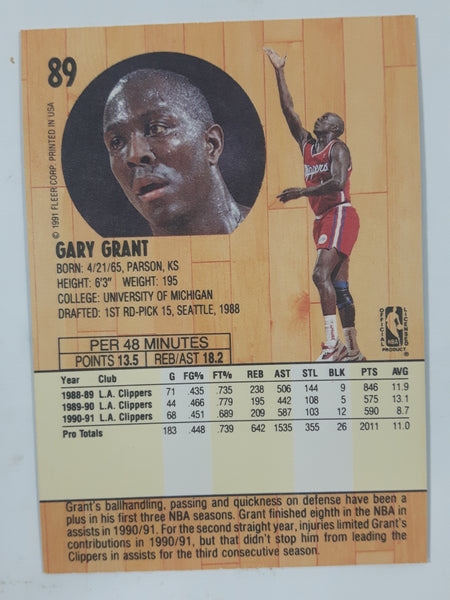 89
© 1991 FLEER CORP. PRINTED IN USA
Clippers
GARY GRANT
BORN: 4/21/65, PARSON, KS
HEIGHT: 6'3" WEIGHT: 195
COLLEGE: UNIVERSITY OF MICHIGAN
DRAFTED: 1ST RD-PICK 15, SEATTLE, 1988
OFFICIAL LICENSED
NBA
PRODUCT
PER 48 MINUTES
POINTS 13.5 REB/AST 18.2
Year Club G FG% FT% REB AST STL BLK PTS AVG
1988-89 L.A. Clippers 71 .435 .735 238 506 144 9 846 11.9
1989-90 L.A. Clippers 44 .466 .779 195 442 108 5 575 13.1
1990-91 L.A. Clippers 68 .451 .689 209 587 103 12 590 8.7
Pro Totals 183 .448 .739 642 1535 355 26 2011 11.0
Grant's ballhandling, passing and quickness on defense have been a
plus in his first three NBA seasons. Grant finished eighth in the NBA in
assists in 1990/91. For the second straight year, injuries limited Grant's
contributions in 1990/91, but that didn't stop him from leading the
Clippers in assists for the third consecutive season.